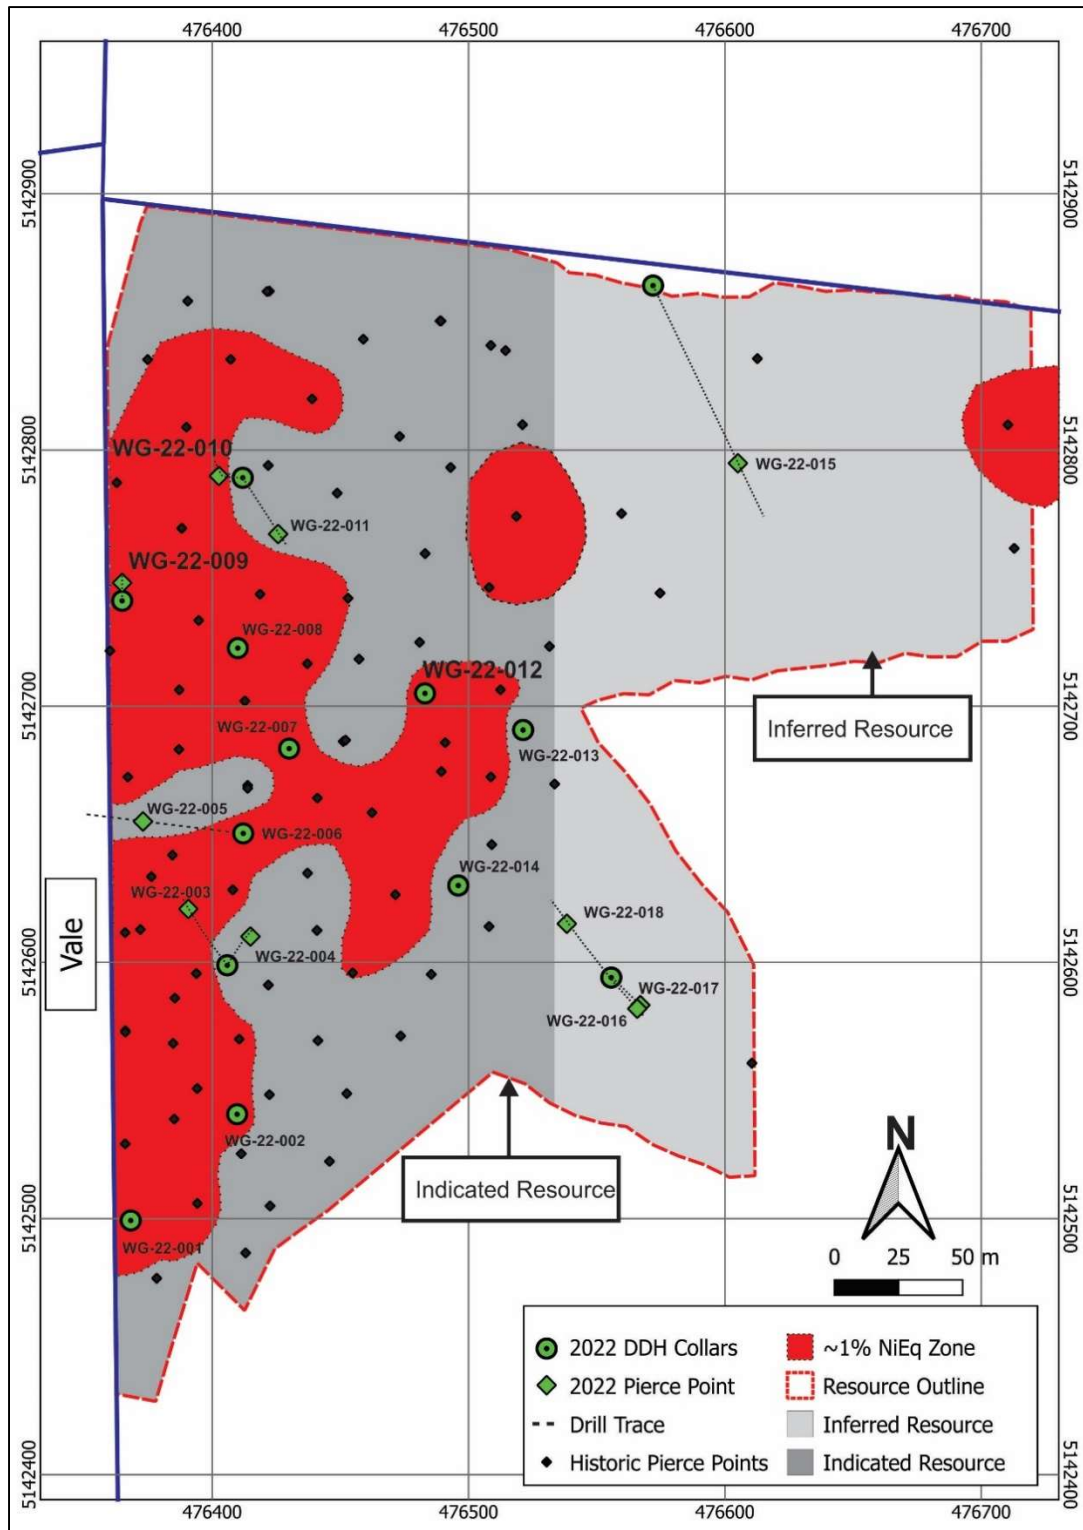 476400
476500
476600
476700
5142900
5142900
WG-22-010
5142800
WG-22-015
5142800
WG-22-011
WG-22-009
WG-22-008
WG-22-012
5142700
5142700
WG-22-007
WG-22-013
Inferred Resource
WG-22-005
WG-22-006
WG-22-014
WG-22-003
WG-22-018
Vale
WG-22-004
5142600
5142600
WG-22-017
WG-22-016
N
WG-22-002
Indicated Resource
5142500
5142500
WG-22-001
0 25 50 m
2022 DDH Collars
~1% NiEq Zone
2022 Pierce Point
Resource Outline
Drill Trace
Inferred Resource
Historic Pierce Points
Indicated Resource
5142400
5142400
476400
476500
476600
476700